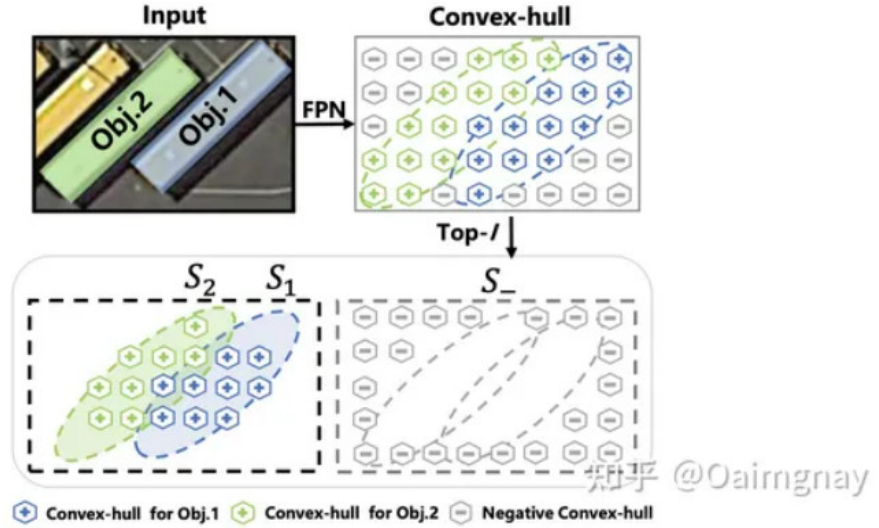 Input
Convex-hull
Obj.2
Obj.1
FPN
Top-I
S₂ S₁ S_
知乎 @Oaimgnay
Convex-hull for Obj.1 Convex-hull for Obj.2 Negative Convex-hull